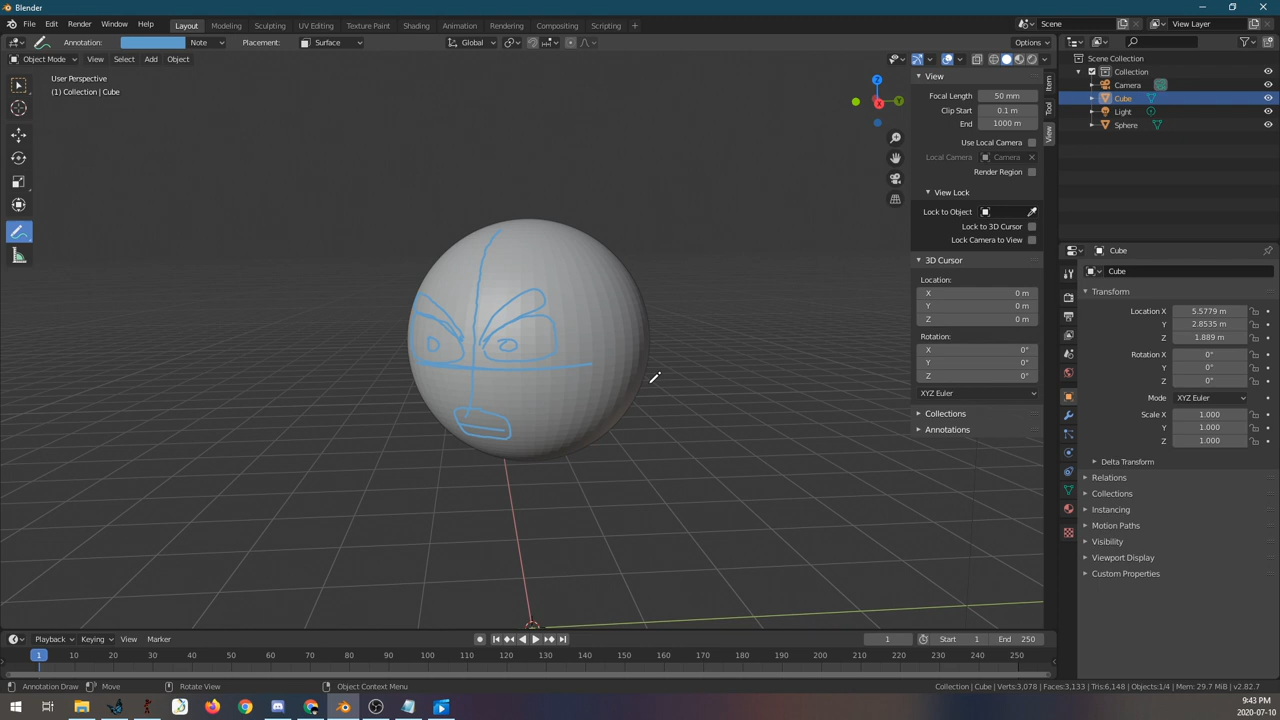 Blender
File Edit Render Window Help Layout Modeling Sculpting UV Editing Texture Paint Shading Animation Rendering Compositing Scripting + Scene View Layer
Annotation: Note Placement: Surface Global Options
Object Mode View Select Add Object
User Perspective
(1) Collection | Cube
Z
X
Y
View
Focal Length 50 mm
Clip Start 0.1 m
End 1000 m
Use Local Camera
Local Camera Camera
Render Region
View Lock
Lock to Object
Lock to 3D Cursor
Lock Camera to View
3D Cursor
Location:
X 0 m
Y 0 m
Z 0 m
Rotation:
X 0°
Y 0°
Z 0°
XYZ Euler
Collections
Annotations
Item
Tool
View
Scene Collection
Collection
Camera
Cube
Light
Sphere
Cube
Cube
Transform
Location X 5.5779 m
Y 2.8535 m
Z 1.889 m
Rotation X 0°
Y 0°
Z 0°
Mode XYZ Euler
Scale X 1.000
Y 1.000
Z 1.000
Delta Transform
Relations
Collections
Instancing
Motion Paths
Visibility
Viewport Display
Custom Properties
Playback Keying View Marker 1 Start 1 End 250
1 10 20 30 40 50 60 70 80 90 100 110 120 130 140 150 160 170 180 190 200 210 220 230 240 250
Annotation Draw Move Rotate View Object Context Menu Collection | Cube | Verts:3,078 | Faces:3,133 | Tris:6,148 | Objects:1/4 | Mem: 29.7 MiB | v2.82.7
9:43 PM
2020-07-10